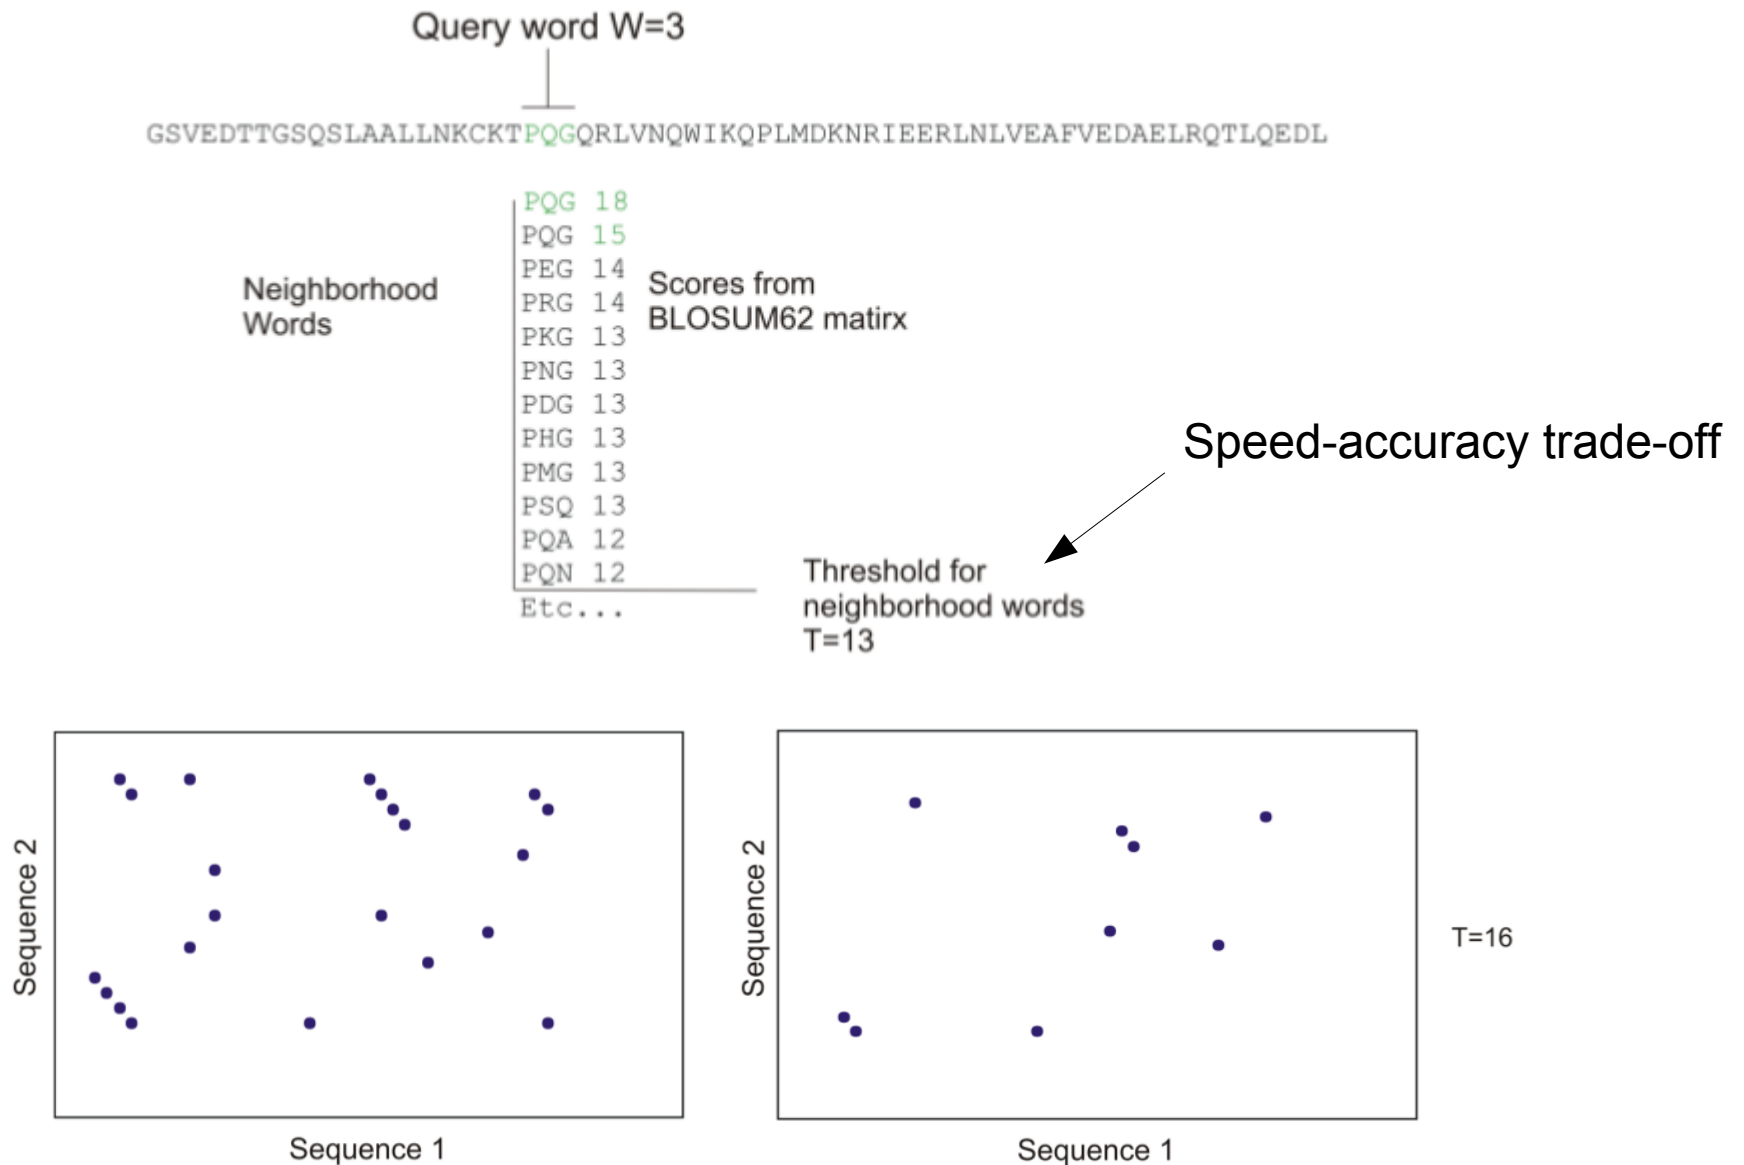 Query word W=3
GSVEDTTGSQSLAALLNKCKTPQGQRLVNQWIKQPLMDKNRIEERLNLVEAFVEDAELRQTLQEDL
PQG 18
PQG 15
PEG 14
PRG 14
PKG 13
PNG 13
PDG 13
PHG 13
PMG 13
PSQ 13
PQA 12
PQN 12
Etc...
Neighborhood
Words
Scores from
BLOSUM62 matirx
Speed-accuracy trade-off
Threshold for
neighborhood words
T=13
Sequence 2
Sequence 1
Sequence 2
Sequence 1
T=16